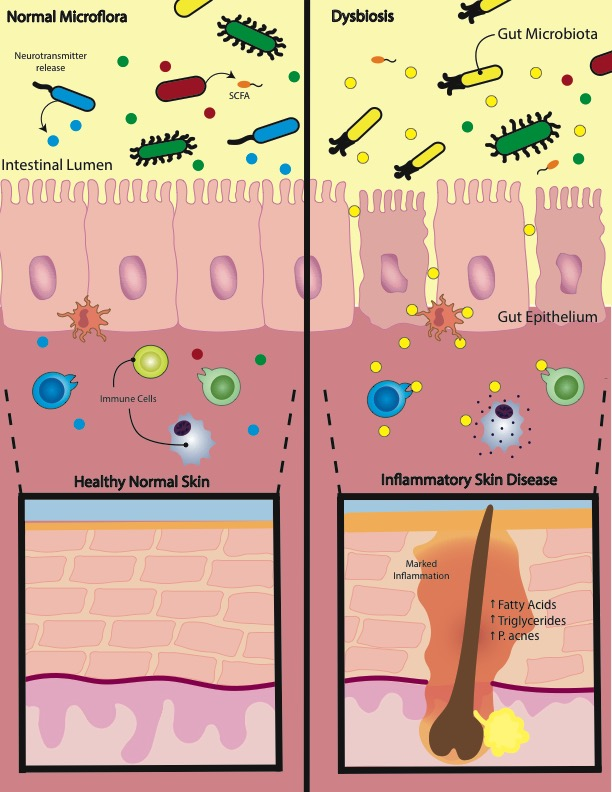 Normal Microflora
Neurotransmitter
release
SCFA
Intestinal Lumen
Immune Cells
Healthy Normal Skin
Dysbiosis
Gut Microbiota
Gut Epithelium
Inflammatory Skin Disease
Marked
Inflammation
↑ Fatty Acids
↑ Triglycerides
↑ P. acnes